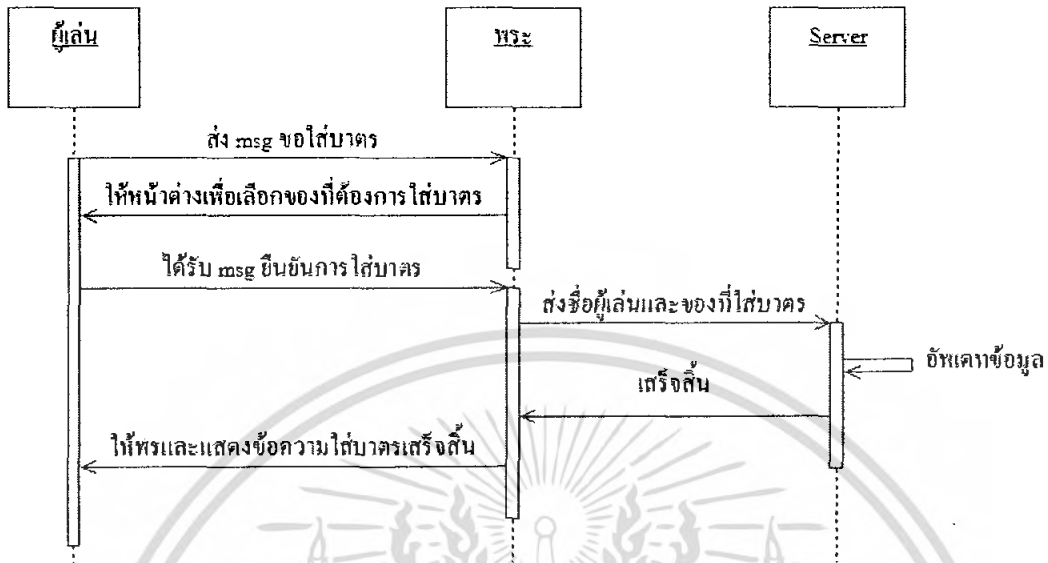 ผู้เล่น
พระ
Server
ส่ง msg ขอใส่บาตร
ให้หน้าต่างเพื่อเลือกของที่ต้องการใส่บาตร
ได้รับ msg ยืนยันการใส่บาตร
ส่งชื่อผู้เล่นและของที่ใส่บาตร
อัพเดทข้อมูล
เสร็จสิ้น
ให้พรและแสดงข้อความใส่บาตรเสร็จสิ้น